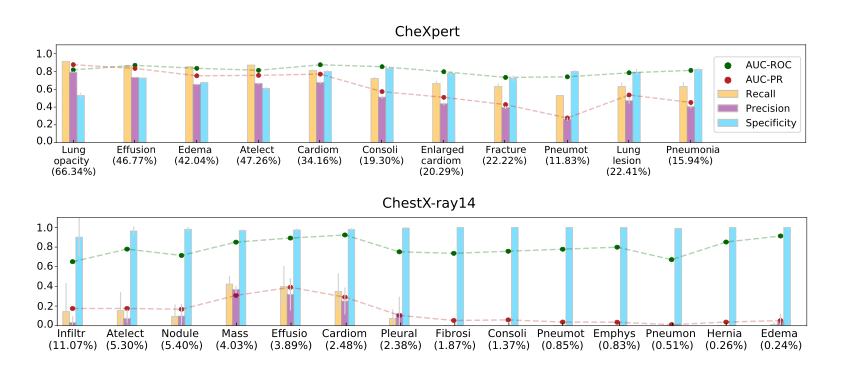 CheXpert
1.0
0.8
0.6
0.4
0.2
0.0
AUC-ROC
AUC-PR
Recall
Precision
Specificity
Lung opacity (66.34%)
Effusion (46.77%)
Edema (42.04%)
Atelect (47.26%)
Cardiom (34.16%)
Consoli (19.30%)
Enlarged cardiom (20.29%)
Fracture (22.22%)
Pneumot (11.83%)
Lung lesion (22.41%)
Pneumonia (15.94%)
ChestX-ray14
1.0
0.8
0.6
0.4
0.2
0.0
Infiltr (11.07%)
Atelect (5.30%)
Nodule (5.40%)
Mass (4.03%)
Effusio (3.89%)
Cardiom (2.48%)
Pleural (2.38%)
Fibrosi (1.87%)
Consoli (1.37%)
Pneumot (0.85%)
Emphys (0.83%)
Pneumon (0.51%)
Hernia (0.26%)
Edema (0.24%)